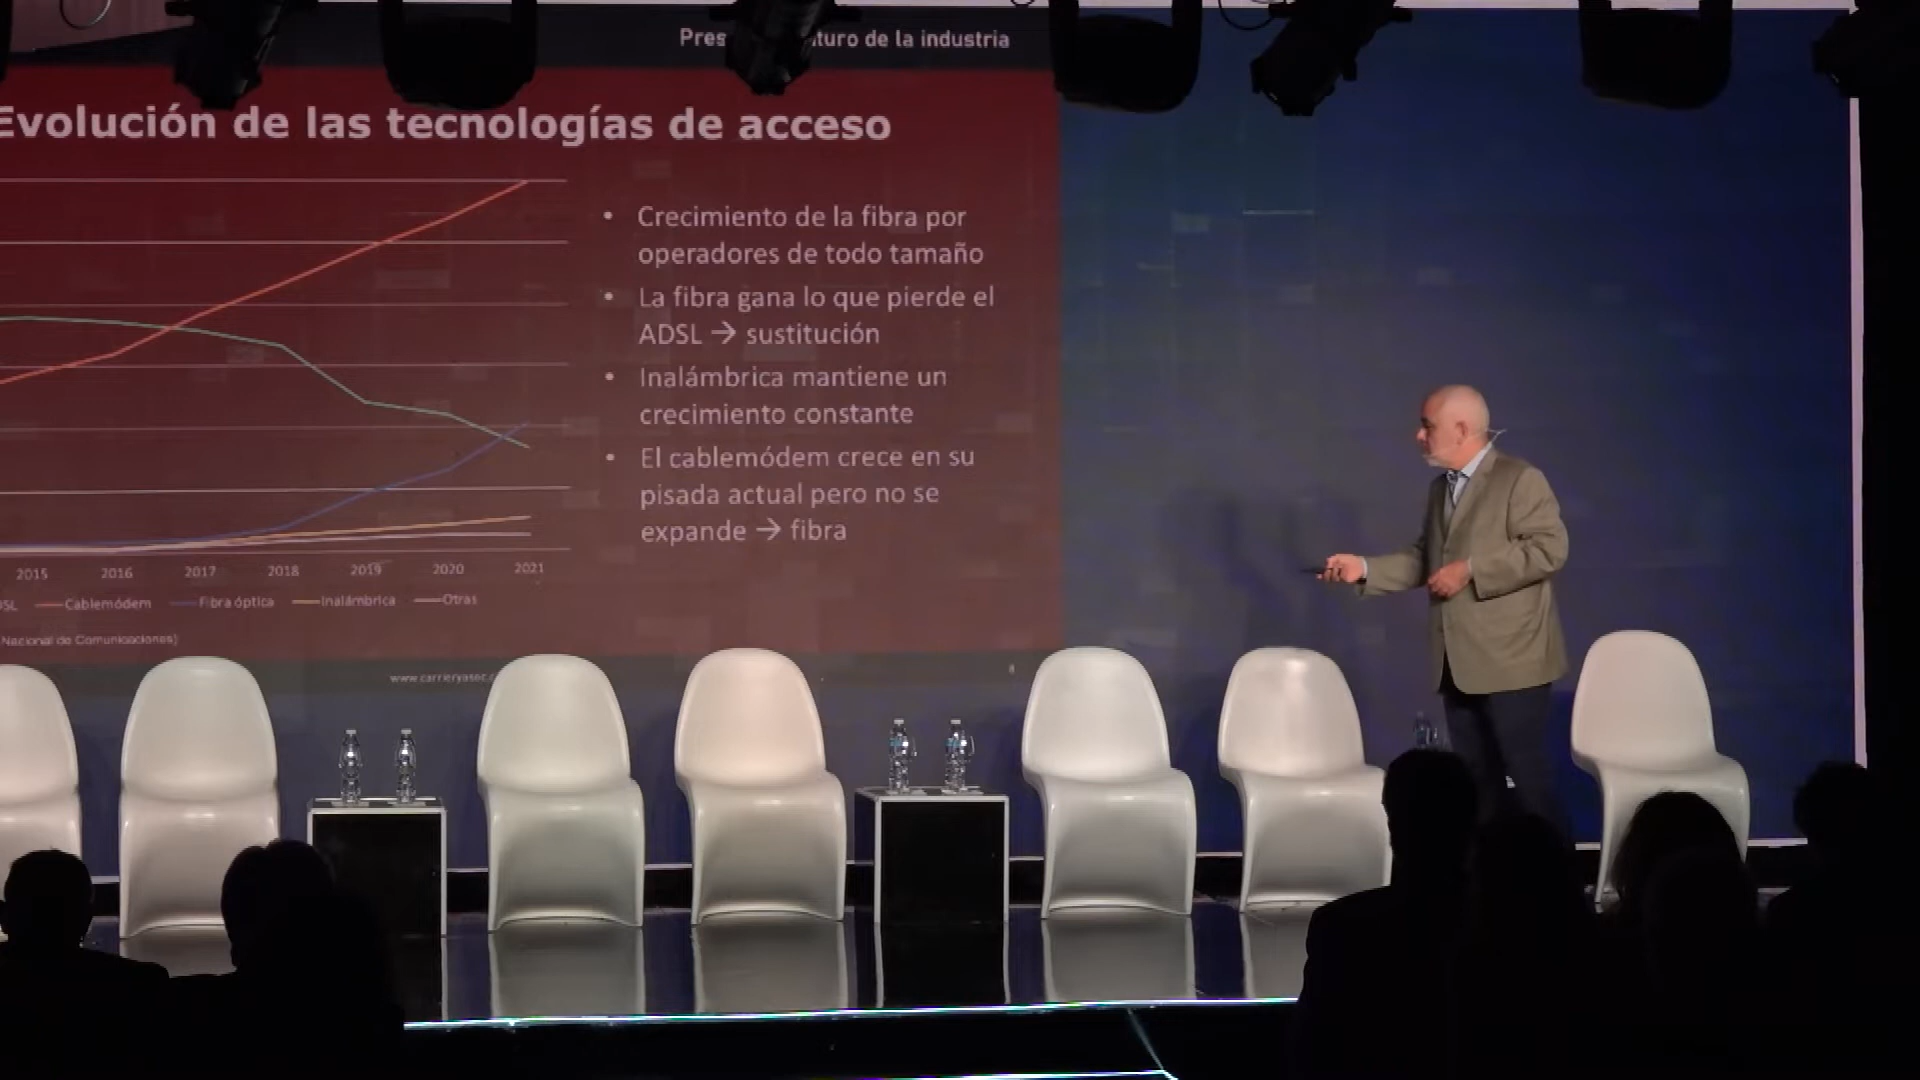 de la industria
Evolución de las tecnologías de acceso
• Crecimiento de la fibra por
operadores de todo tamaño
• La fibra gana lo que pierde el
ADSL → sustitución
• Inalámbrica mantiene un
crecimiento constante
• El cablemódem crece en su
pisada actual pero no se
expande → fibra
2015 2016 2017 2018 2019 2020 2021
Cablemódem Fibra óptica Inalámbrica Otras
Nacional de Comunicaciones)